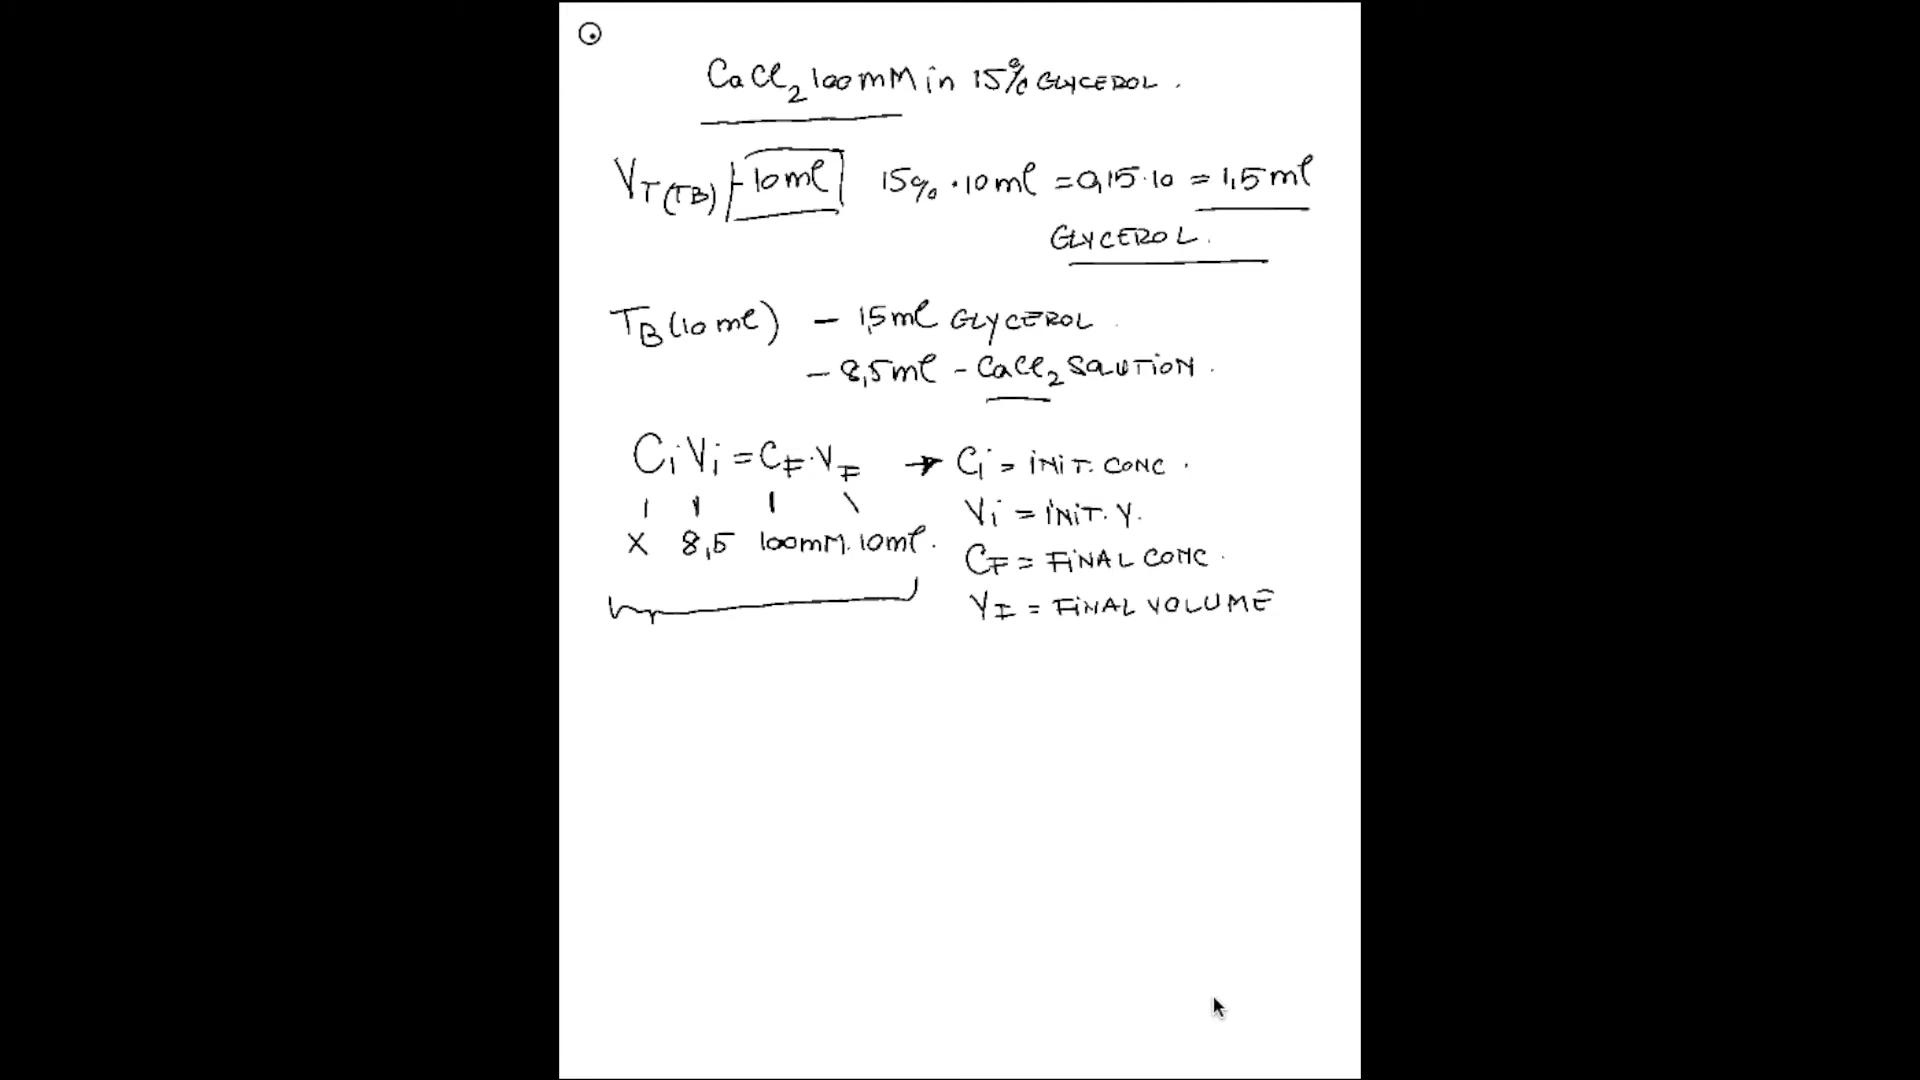 CaCl2 100mM in 15% GLYCEROL.
VT(TB) - 10ml 15% · 10ml = 0,15 · 10 = 1,5ml
GLYCEROL.
TB(10ml) - 1,5ml GLYCEROL.
- 8,5ml - CaCl2 SOLUTION.
CiVi = CF · VF → Ci = INIT. CONC.
Vi = INIT. V.
X 8,5 100mM. 10ml.
CF = FINAL CONC.
VF = FINAL VOLUME